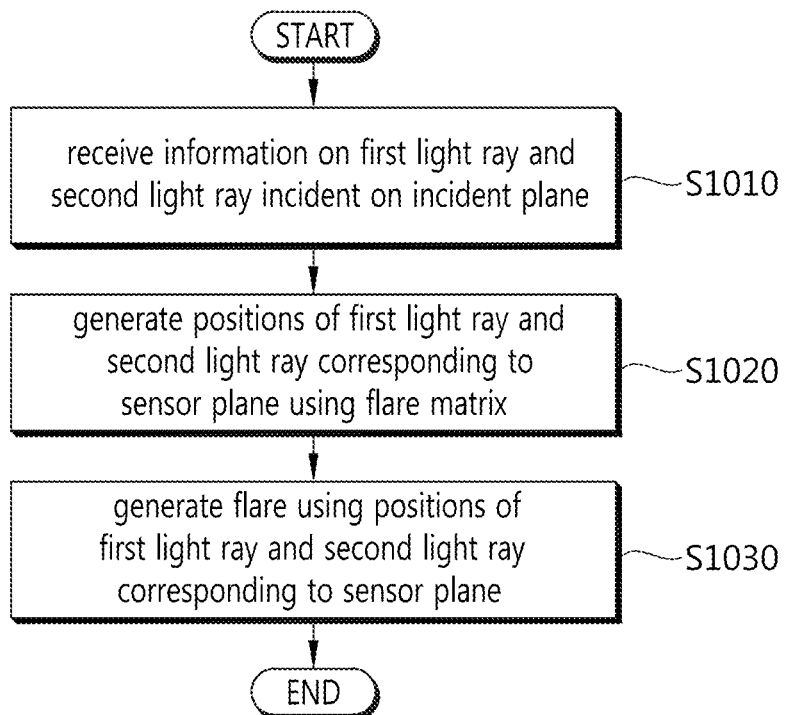 START
receive information on first light ray and
second light ray incident on incident plane
S1010
generate positions of first light ray and
second light ray corresponding to
sensor plane using flare matrix
S1020
generate flare using positions of
first light ray and second light ray
corresponding to sensor plane
S1030
END